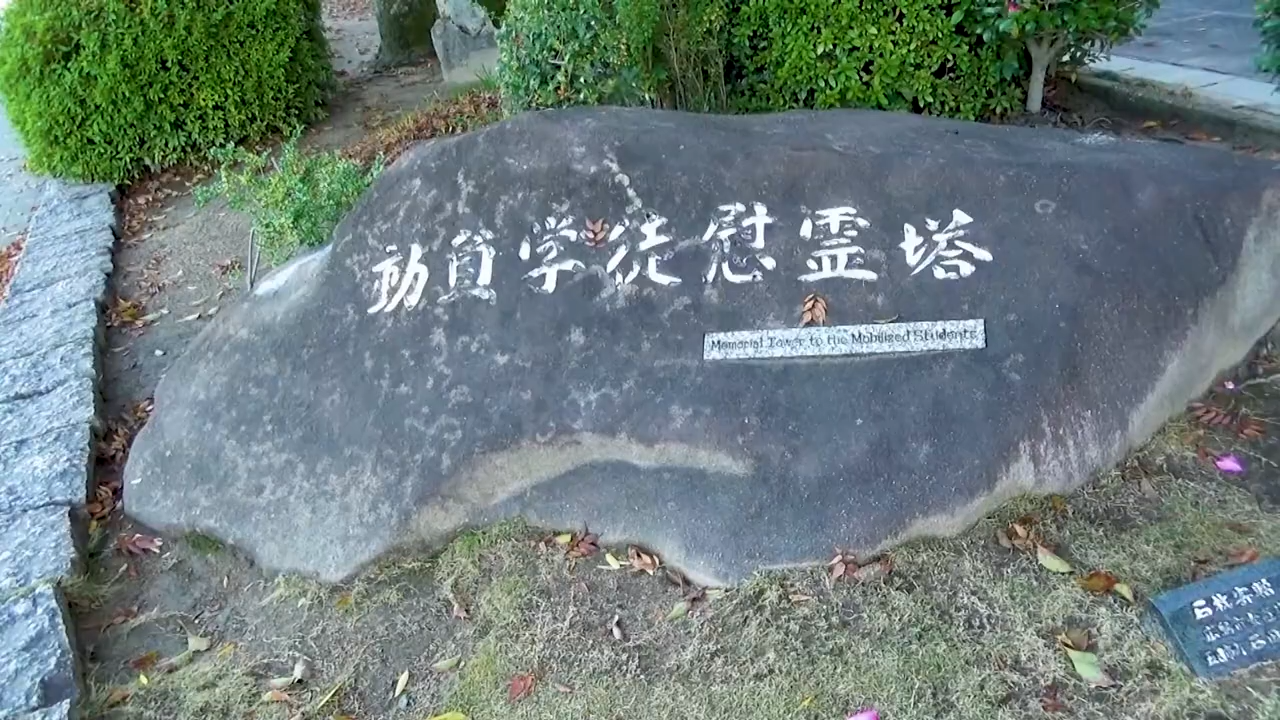 動員学徒慰霊塔
Memorial Tower to the Mobilized Students